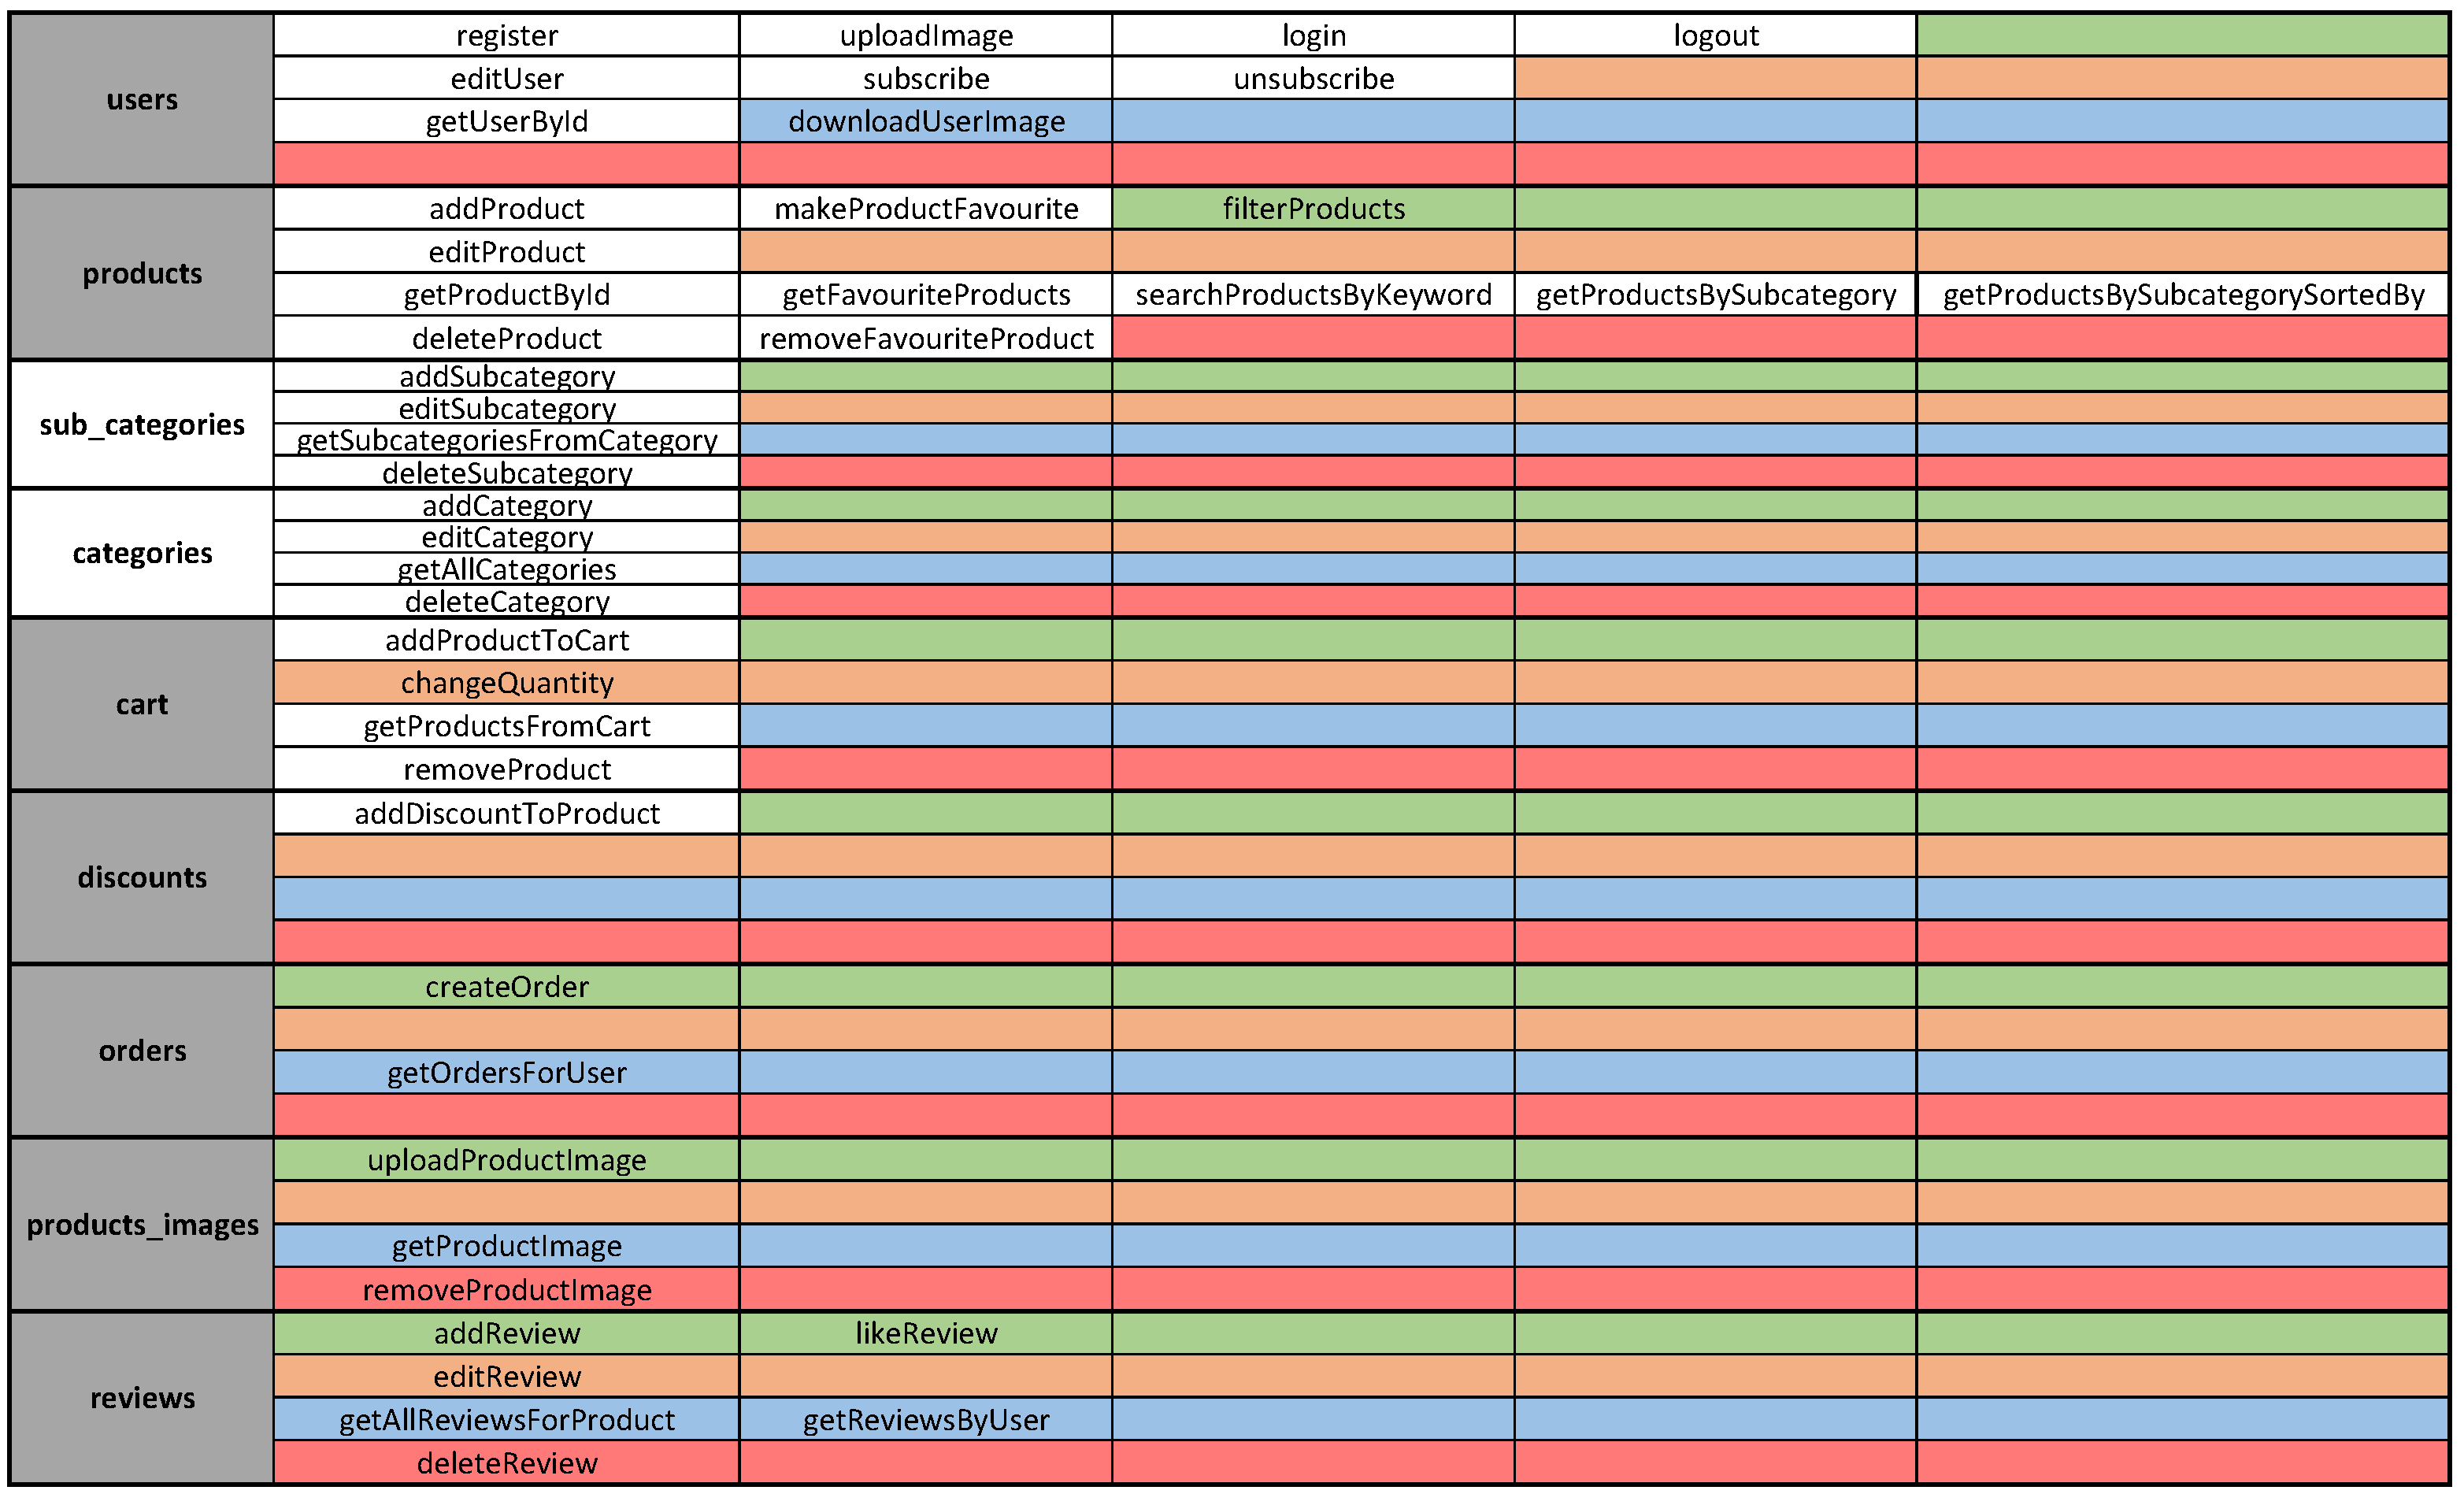 users
register
uploadImage
login
logout
editUser
subscribe
unsubscribe
getUserById
downloadUserImage
products
addProduct
makeProductFavourite
filterProducts
editProduct
getProductById
getFavouriteProducts
searchProductsByKeyword
getProductsBySubcategory
getProductsBySubcategorySortedBy
deleteProduct
removeFavouriteProduct
sub_categories
addSubcategory
editSubcategory
getSubcategoriesFromCategory
deleteSubcategory
categories
addCategory
editCategory
getAllCategories
deleteCategory
cart
addProductToCart
changeQuantity
getProductsFromCart
removeProduct
discounts
addDiscountToProduct
orders
createOrder
getOrdersForUser
products_images
uploadProductImage
getProductImage
removeProductImage
reviews
addReview
likeReview
editReview
getAllReviewsForProduct
getReviewsByUser
deleteReview